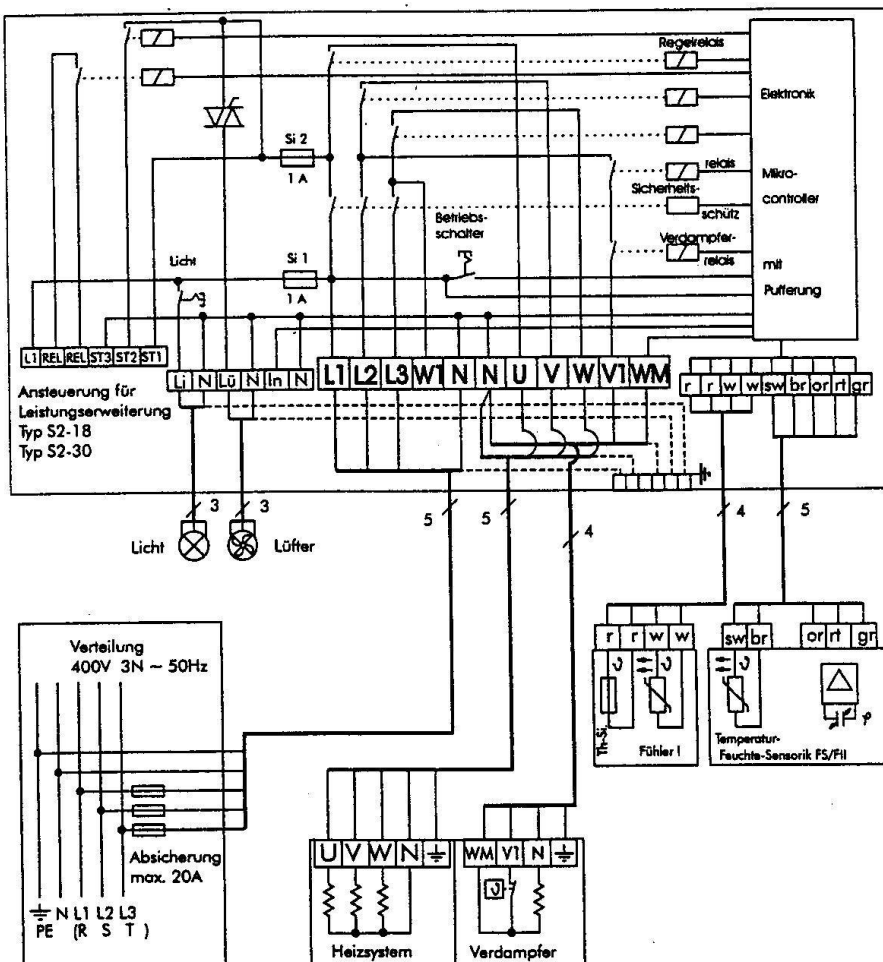 Regelrelais
Elektronik
Si 2
1 A
relais
Mikro-
controller
Sicherheits-
schütz
Betriebs-
schalter
Verdampfer-
relais
mit
Pufferung
Licht
Si 1
1 A
L1 REL REL ST3 ST2 ST1
Li N Lü N In N
L1 L2 L3 W1 N N U V W V1 WM
r r w w sw br or rt gr
Ansteuerung für
Leistungserweiterung
Typ S2-18
Typ S2-30
3 3 5 5 4 4 5
Licht
Lüfter
Verteilung
400V 3N ~ 50Hz
Absicherung
max. 20A
N L1 L2 L3
PE (R S T )
r r w w
ϑ ϑ
Th-Si.
Fühler I
sw br or rt gr
ϑ
φ
Temperatur-
Feuchte-Sensorik FS/FII
U V W N
Heizsystem
WM V1 N
ϑ
Verdampfer